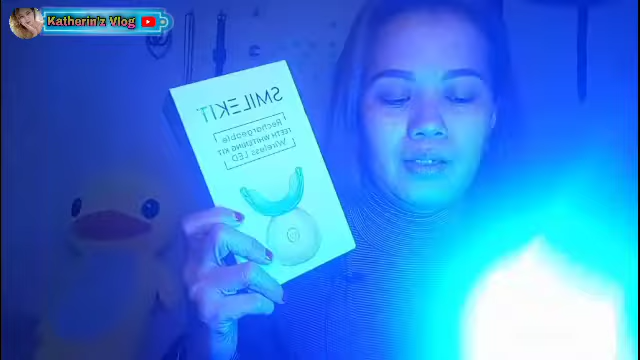 Katherin'z Vlog
SMILEKIT
Rechargeable
TEETH WHITENING KIT
Wireless LED